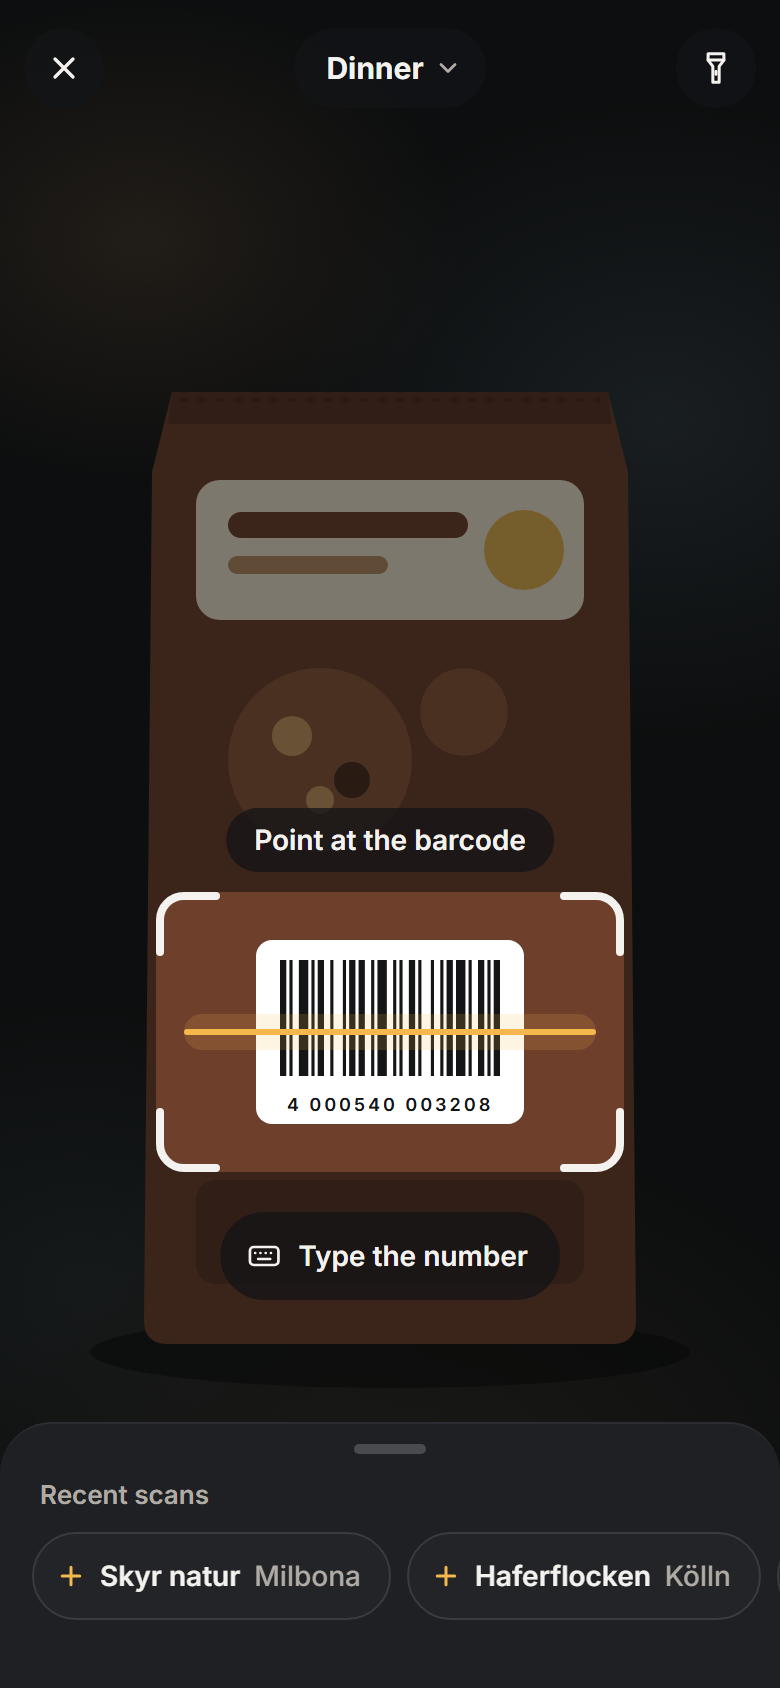 Dinner
Point at the barcode
4 000540 003208
Type the number
Recent scans
Skyr natur Milbona
Haferflocken Kölln